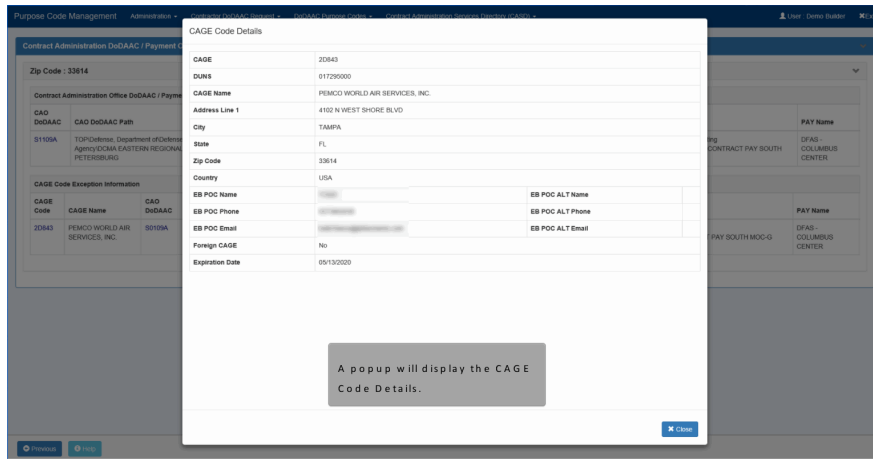 Purpose Code Management Administration Contractor DoDAAC Request DoDAAC Purpose Codes Contract Administration Services Directory (CASD) User : Demo Builder
CAGE Code Details
Contract Administration DoDAAC / Payment
Zip Code : 33614
Contract Administration Office DoDAAC / Payme
CAO DoDAAC CAO DoDAAC Path PAY Name
S1109A TOP\Defense, Department of\Defense
Agency\DCMA EASTERN REGIONAL
PETERSBURG
CONTRACT PAY SOUTH
DFAS -
COLUMBUS
CENTER
CAGE Code Exception Information
CAGE Code CAGE Name CAO DoDAAC PAY Name
2D843 PEMCO WORLD AIR SERVICES, INC. S0109A
PAY SOUTH MOC-G
DFAS -
COLUMBUS
CENTER
CAGE 2D843
DUNS 017295000
CAGE Name PEMCO WORLD AIR SERVICES, INC.
Address Line 1 4102 N WEST SHORE BLVD
City TAMPA
State FL
Zip Code 33614
Country USA
EB POC Name EB POC ALT Name
EB POC Phone EB POC ALT Phone
EB POC Email EB POC ALT Email
Foreign CAGE No
Expiration Date 05/13/2020
A popup will display the CAGE
Code Details.
Close
Previous Help